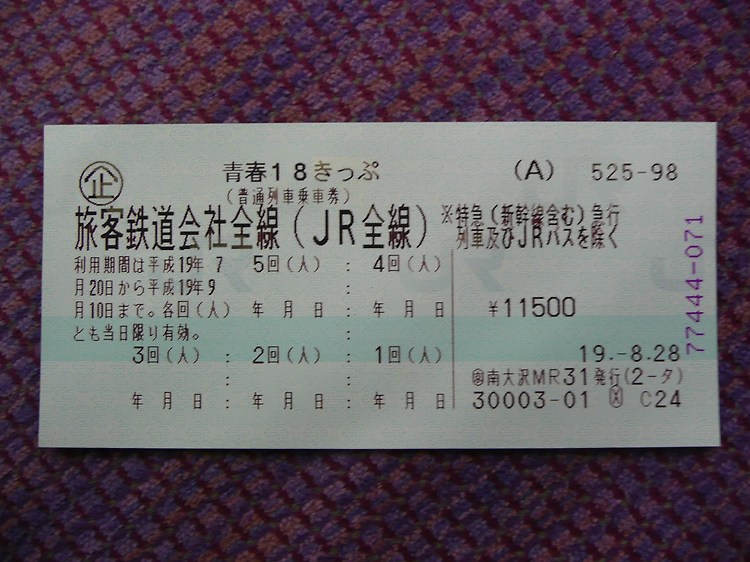 企 青春18きっぷ (A) 525-98
(普通列車乗車券)
旅客鉄道会社全線(JR全線) ※特急(新幹線含む)急行
列車及びJRバスを除く
利用期間は平成19年 7 5回(人) : 4回(人)
月20日から平成19年 9 :
月10日まで。各回(人) 年 月 日 : 年 月 日 ¥11500
とも当日限り有効。 :
3回(人) : 2回(人) : 1回(人) 19.-8.28
: : 南大沢MR31発行(2-タ)
年 月 日 : 年 月 日 : 年 月 日 30003-01 C24
77444-071